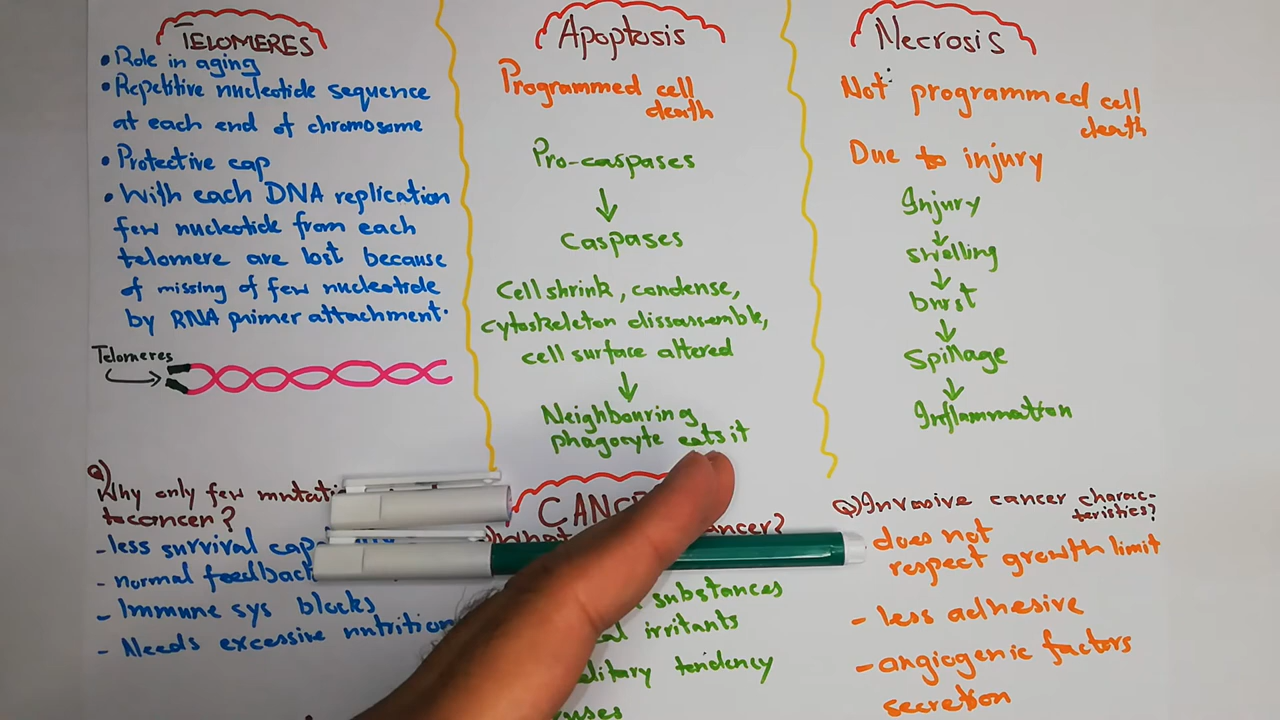 TELOMERES
• Role in aging
• Repetitive nucleotide sequence
at each end of chromosome
• Protective cap
• With each DNA replication
few nucleotide from each
telomere are lost because
of missing of few nucleotide
by RNA primer attachment.
Telomeres
Apoptosis
Programmed cell
death
Pro-caspases
Caspases
Cell shrink, condense,
cytoskeleton dissassemble,
cell surface altered
Neighbouring
phagocyte eats it
Necrosis
Not programmed cell
death
Due to injury
Injury
swelling
burst
Spillage
Inflammation
Q)
Why only few
to cancer?
- less survival
- normal feedback
- Immune sys blocks
- Needs excessive nutrition
substances
irritants
tendency
Q) Invasive cancer charac-
teristics?
- does not
respect growth limit
- less adhesive
- angiogenic factors
secretion